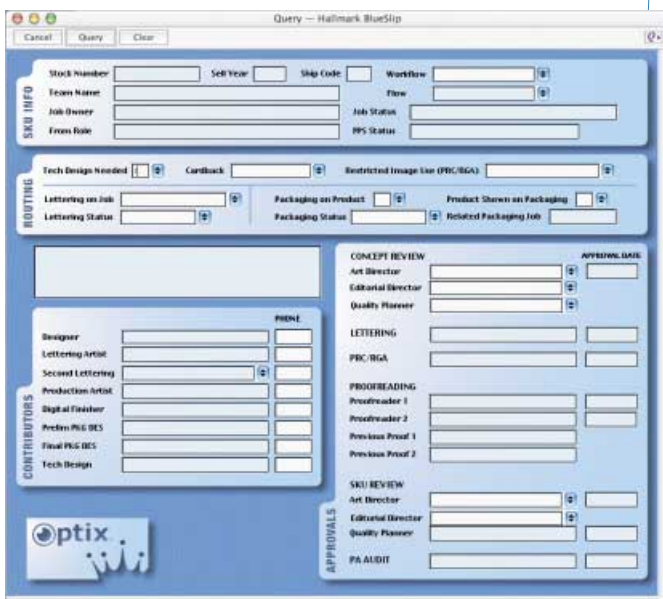 Query — Hallmark BlueSlip
Cancel Query Clear
SKU INFO
Stock Number Sell Year Ship Code Workflow
Team Name Flow
Job Owner Job Status
From Role PPS Status
ROUTING
Tech Design Needed Cardback Restricted Image Use (PRC/RGA)
Lettering on Job Packaging on Product Product Shown on Packaging
Lettering Status Packaging Status Related Packaging Job
CONTRIBUTORS
PHONE
Designer
Lettering Artist
Second Lettering
Production Artist
Digital Finisher
Prelim PKG DES
Final PKG DES
Tech Design
APPROVALS
CONCEPT REVIEW APPROVAL DATE
Art Director
Editorial Director
Quality Planner
LETTERING
PRC/RGA
PROOFREADING
Proofreader 1
Proofreader 2
Previous Proof 1
Previous Proof 2
SKU REVIEW
Art Director
Editorial Director
Quality Planner
PA AUDIT
Optix